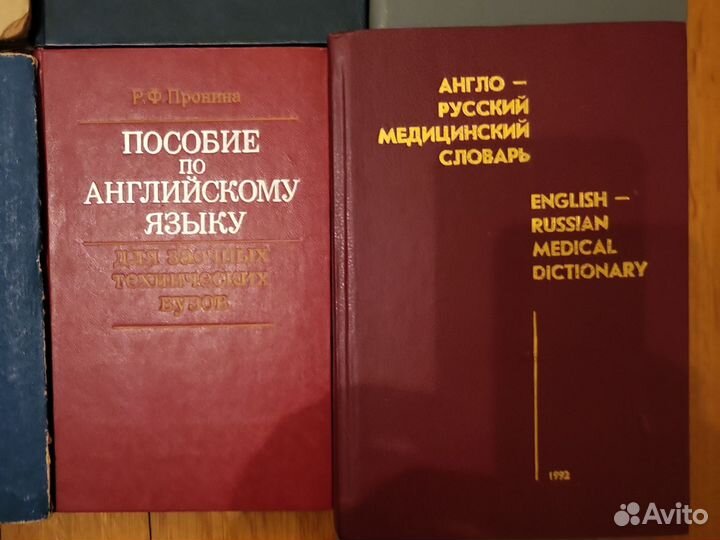 Р.Ф.Пронина
ПОСОБИЕ
ПО
АНГЛИЙСКОМУ
ЯЗЫКУ
для заочных
технических
вузов
АНГЛО –
РУССКИЙ
МЕДИЦИНСКИЙ
СЛОВАРЬ
ENGLISH –
RUSSIAN
MEDICAL
DICTIONARY
1992
Avito